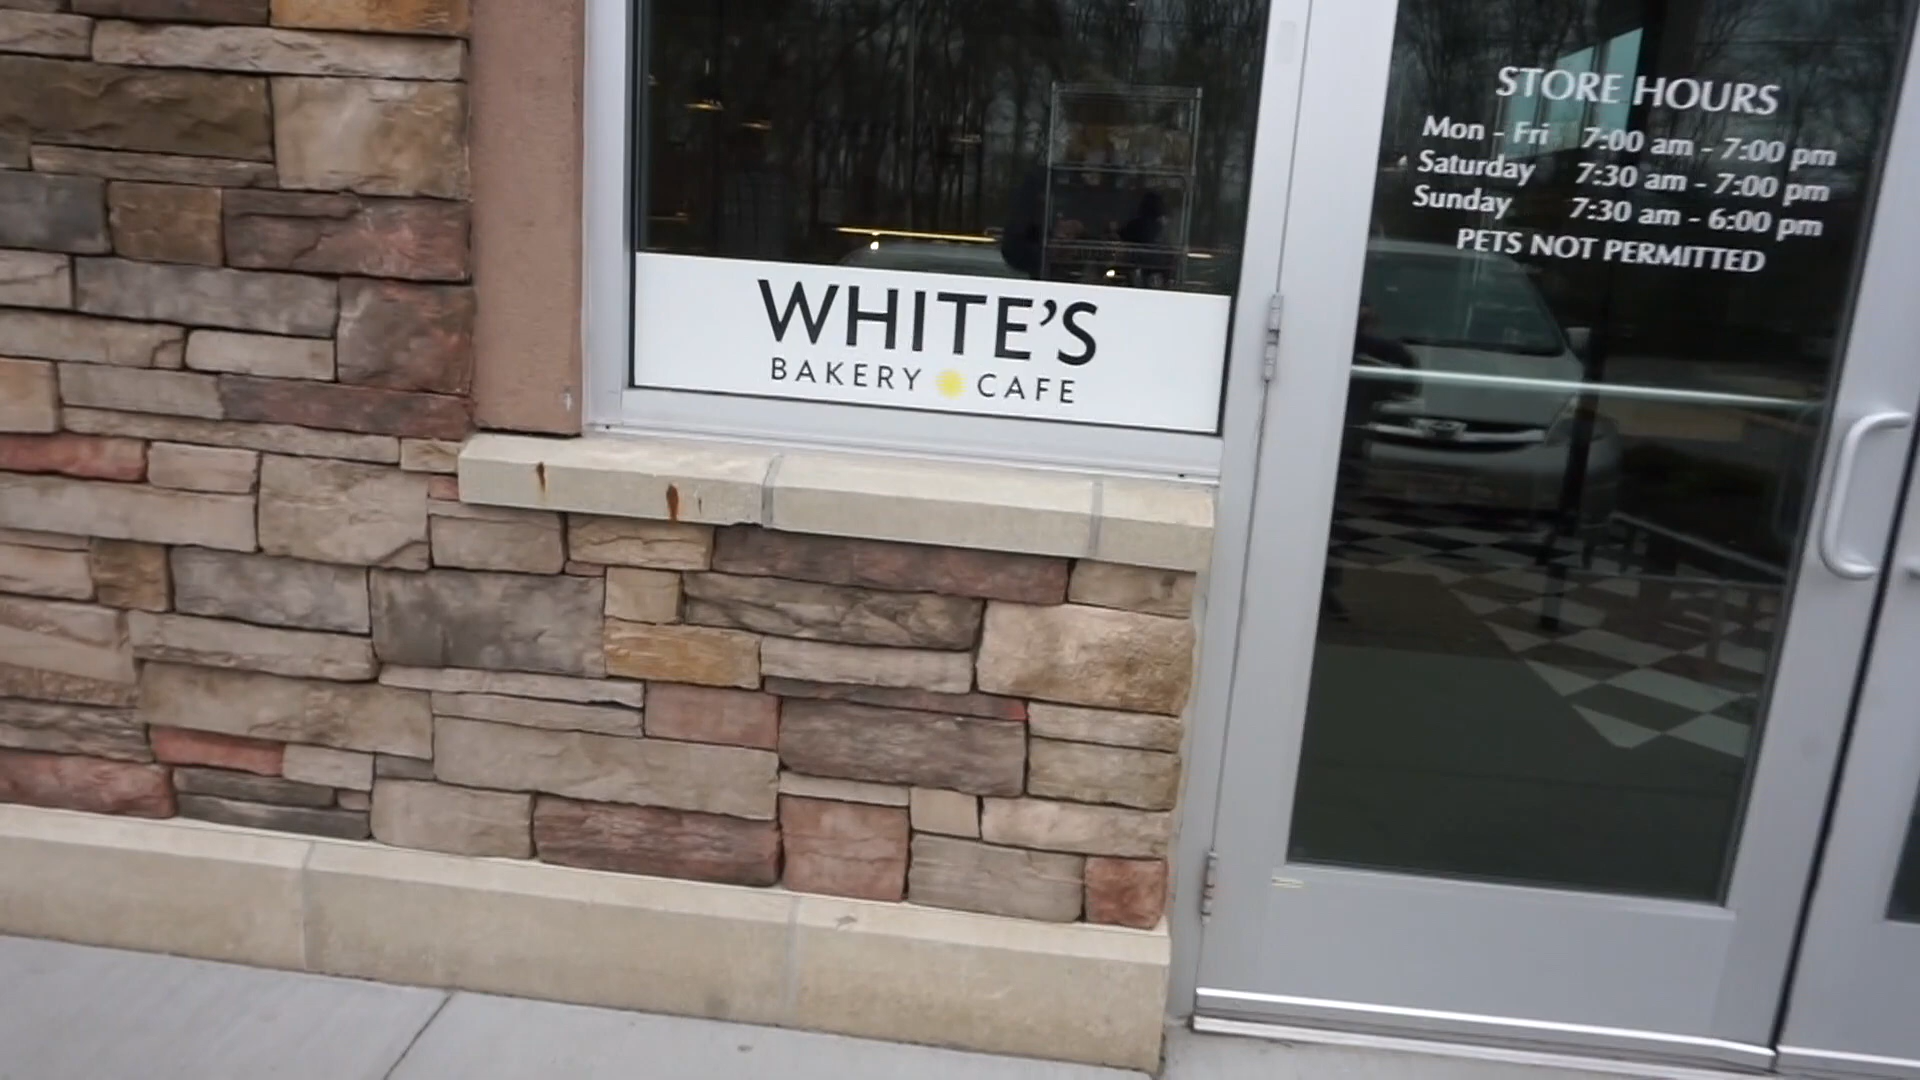 WHITE'S
BAKERY CAFE
STORE HOURS
Mon - Fri 7:00 am - 7:00 pm
Saturday 7:30 am - 7:00 pm
Sunday 7:30 am - 6:00 pm
PETS NOT PERMITTED